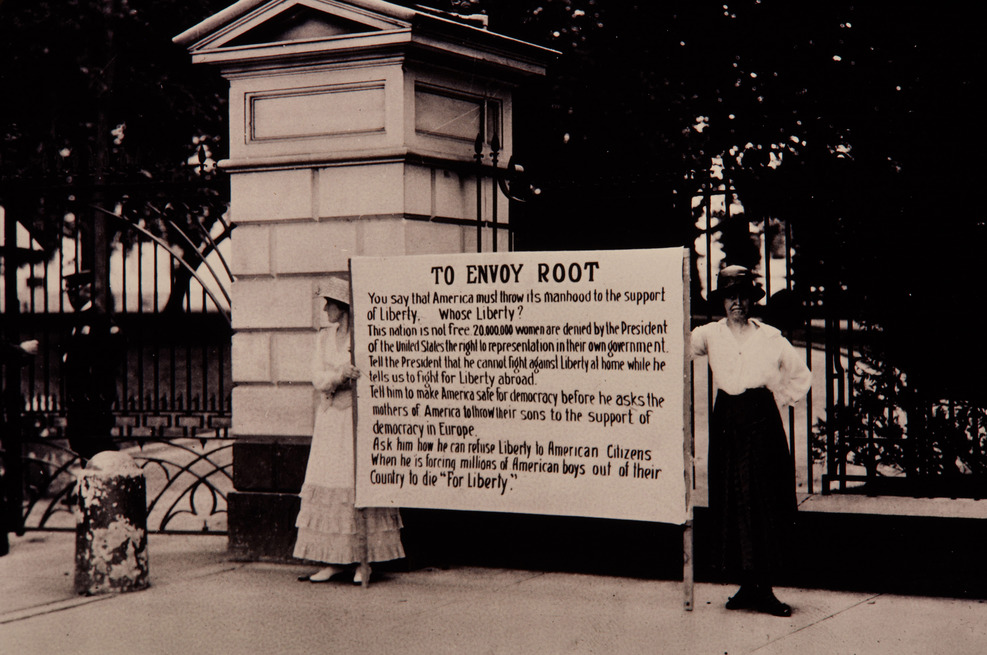 TO ENVOY ROOT
You say that America must throw its manhood to the support
of Liberty. Whose Liberty?
This nation is not free. 20,000,000 women are denied by the President
of the United States the right to representation in their own government.
Tell the President that he cannot fight against Liberty at home while he
tells us to fight for Liberty abroad.
Tell him to make America safe for democracy before he asks the
mothers of America to throw their sons to the support of
democracy in Europe.
Ask him how he can refuse Liberty to American Citizens
When he is forcing millions of American boys out of their
Country to die "For Liberty."